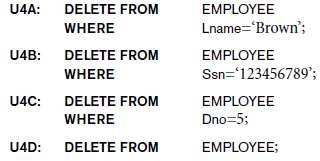 U4A: DELETE FROM EMPLOYEE
WHERE Lname=‘Brown’;
U4B: DELETE FROM EMPLOYEE
WHERE Ssn=‘123456789’;
U4C: DELETE FROM EMPLOYEE
WHERE Dno=5;
U4D: DELETE FROM EMPLOYEE;